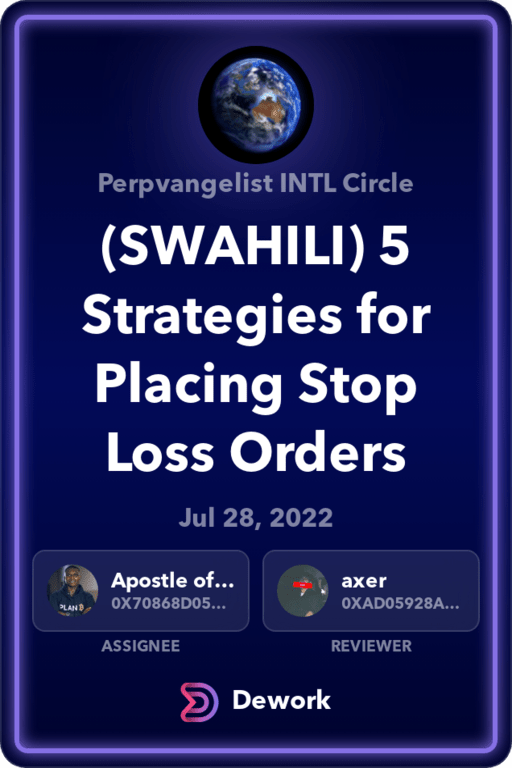 Perpvangelist INTL Circle
(SWAHILI) 5
Strategies for
Placing Stop
Loss Orders
Jul 28, 2022
Apostle of...
0X70868D05...
axer
0XAD05928A...
ASSIGNEE
REVIEWER
PLAN B
Dework